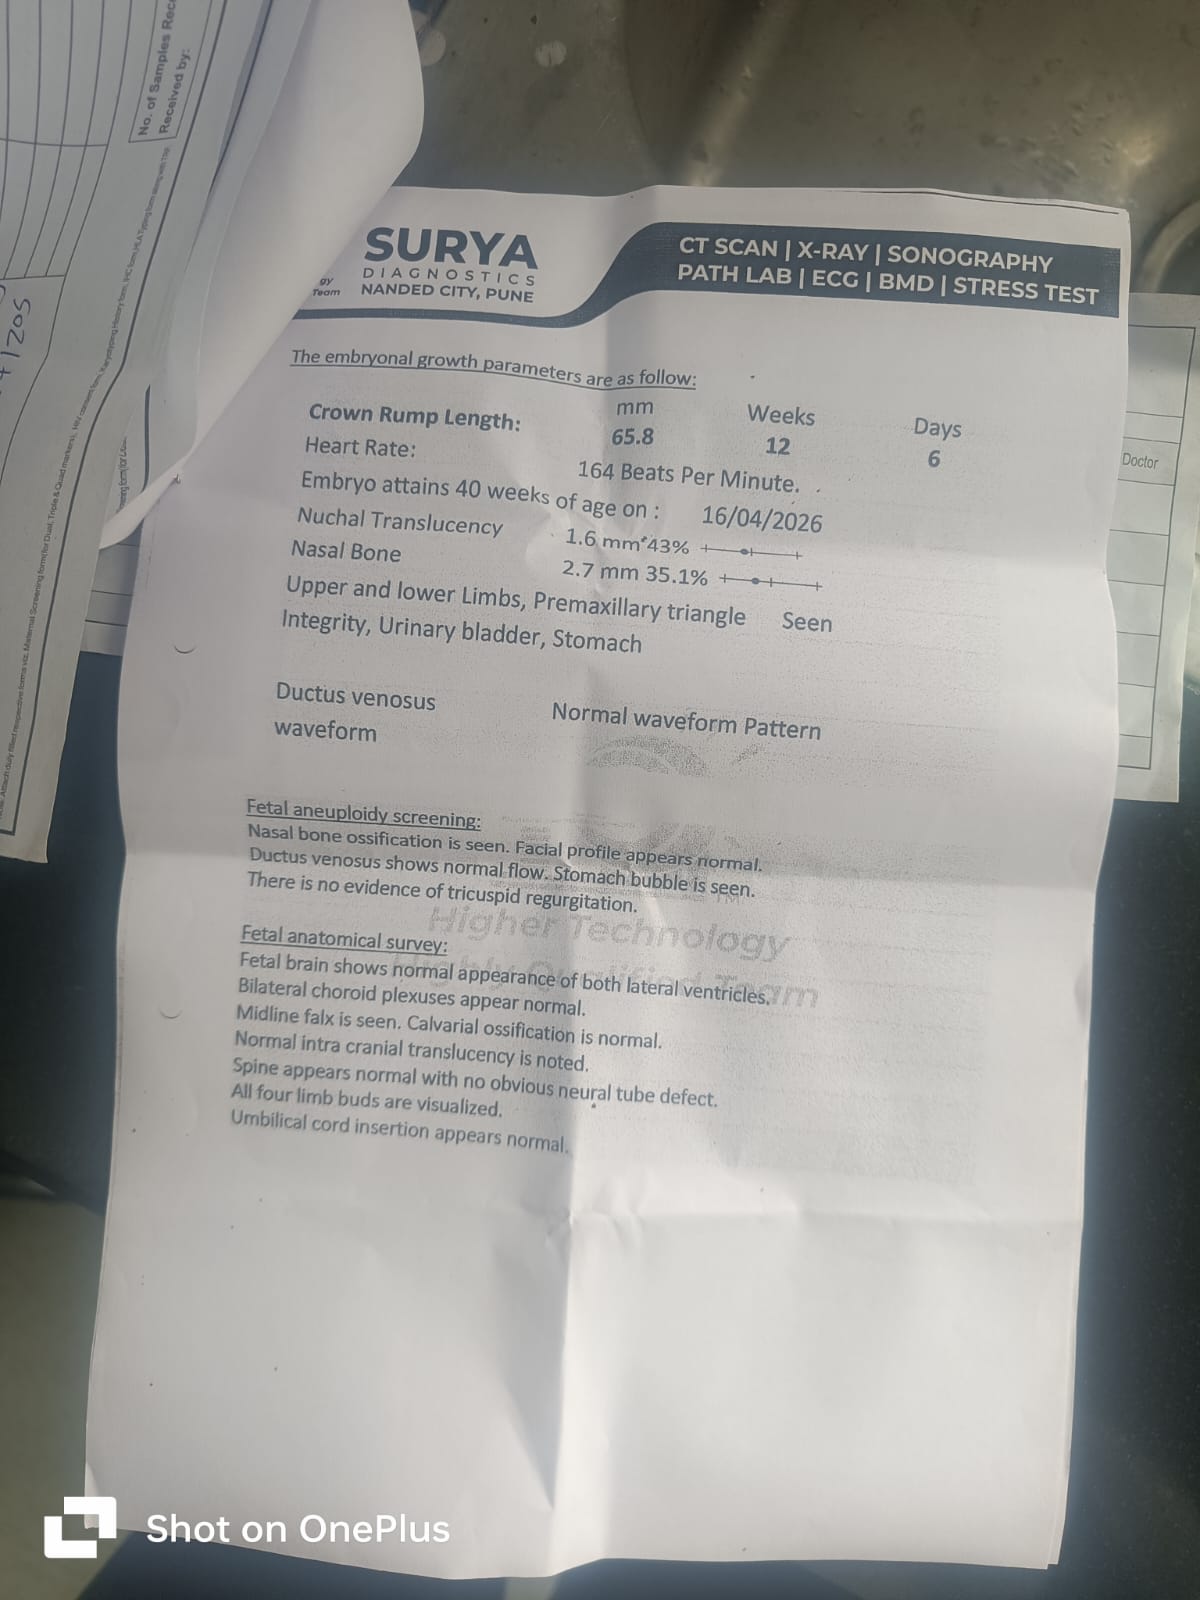 No. of Samples Rece
Received by:
41205
Doctor
SURYA
DIAGNOSTICS
NANDED CITY, PUNE
gy
Team
CT SCAN | X-RAY | SONOGRAPHY
PATH LAB | ECG | BMD | STRESS TEST
The embryonal growth parameters are as follow:
mm Weeks Days
Crown Rump Length: 65.8 12 6
Heart Rate: 164 Beats Per Minute.
Embryo attains 40 weeks of age on : 16/04/2026
Nuchal Translucency 1.6 mm 43%
Nasal Bone 2.7 mm 35.1%
Upper and lower Limbs, Premaxillary triangle Seen
Integrity, Urinary bladder, Stomach
Ductus venosus Normal waveform Pattern
waveform
Fetal aneuploidy screening:
Nasal bone ossification is seen. Facial profile appears normal.
Ductus venosus shows normal flow. Stomach bubble is seen.
There is no evidence of tricuspid regurgitation.
Higher Technology
Highly Qualified Team
Fetal anatomical survey:
Fetal brain shows normal appearance of both lateral ventricles.
Bilateral choroid plexuses appear normal.
Midline falx is seen. Calvarial ossification is normal.
Normal intra cranial translucency is noted.
Spine appears normal with no obvious neural tube defect.
All four limb buds are visualized.
Umbilical cord insertion appears normal.
Shot on OnePlus